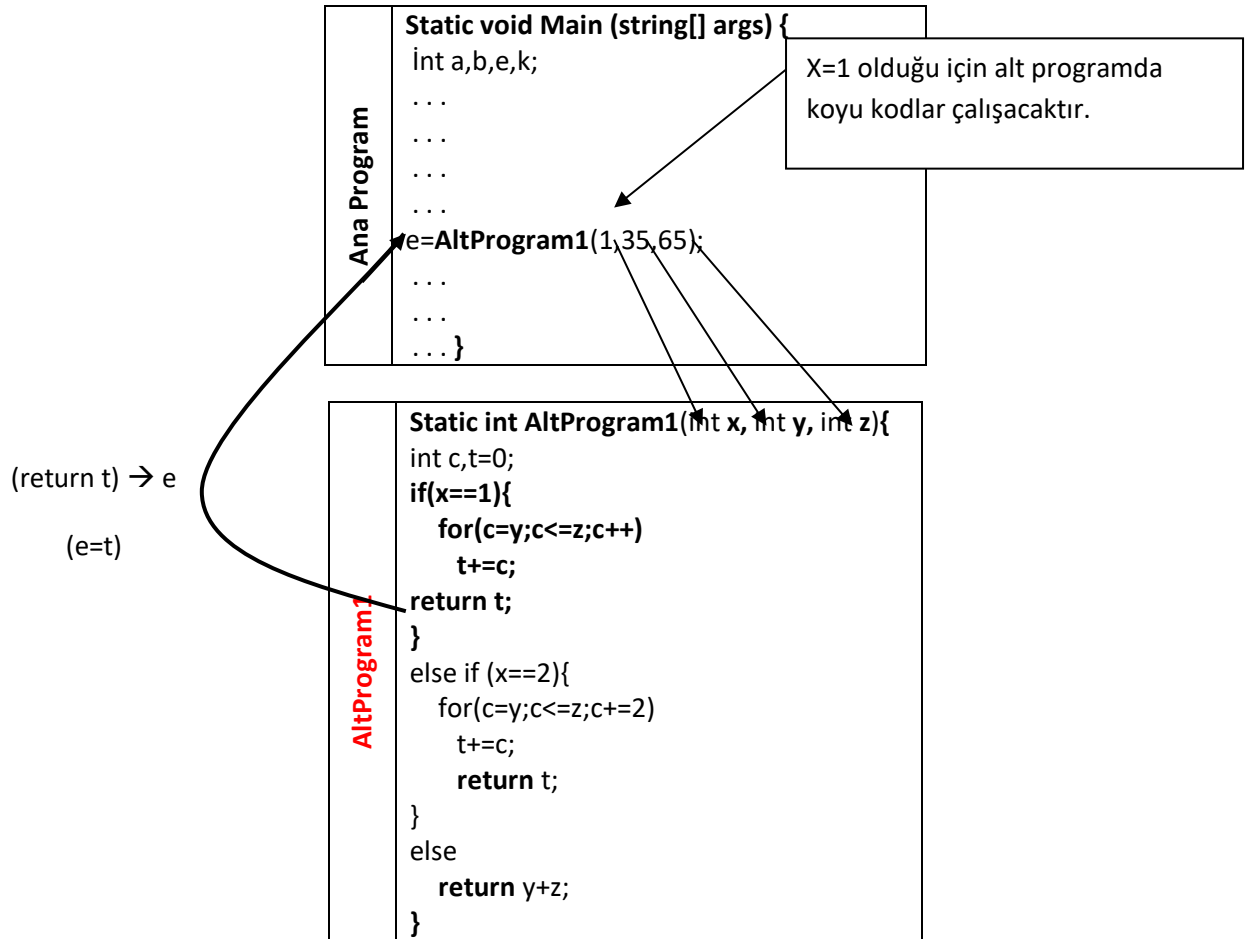 Static void Main (string[] args) {
İnt a,b,e,k;
. . .
. . .
. . .
. . .
e=AltProgram1(1,35,65);
. . .
. . .
. . . }
Ana Program
X=1 olduğu için alt programda
koyu kodlar çalışacaktır.
(return t) → e
(e=t)
AltProgram1
Static int AltProgram1(int x, int y, int z){
int c,t=0;
if(x==1){
for(c=y;c<=z;c++)
t+=c;
return t;
}
else if (x==2){
for(c=y;c<=z;c+=2)
t+=c;
return t;
}
else
return y+z;
}